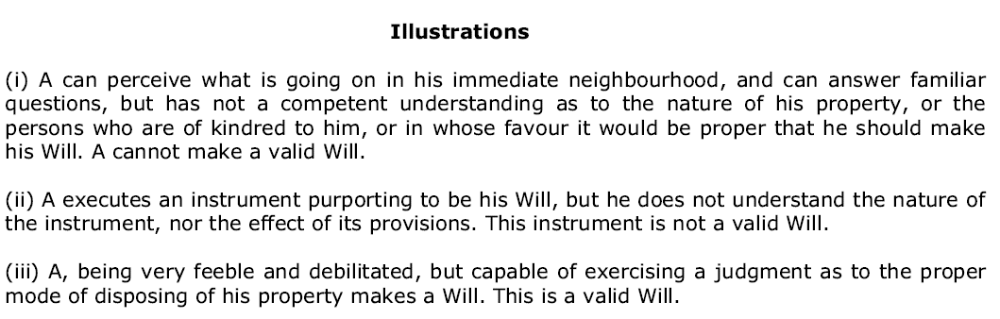 Illustrations
(i) A can perceive what is going on in his immediate neighbourhood, and can answer familiar
questions, but has not a competent understanding as to the nature of his property, or the
persons who are of kindred to him, or in whose favour it would be proper that he should make
his Will. A cannot make a valid Will.
(ii) A executes an instrument purporting to be his Will, but he does not understand the nature of
the instrument, nor the effect of its provisions. This instrument is not a valid Will.
(iii) A, being very feeble and debilitated, but capable of exercising a judgment as to the proper
mode of disposing of his property makes a Will. This is a valid Will.